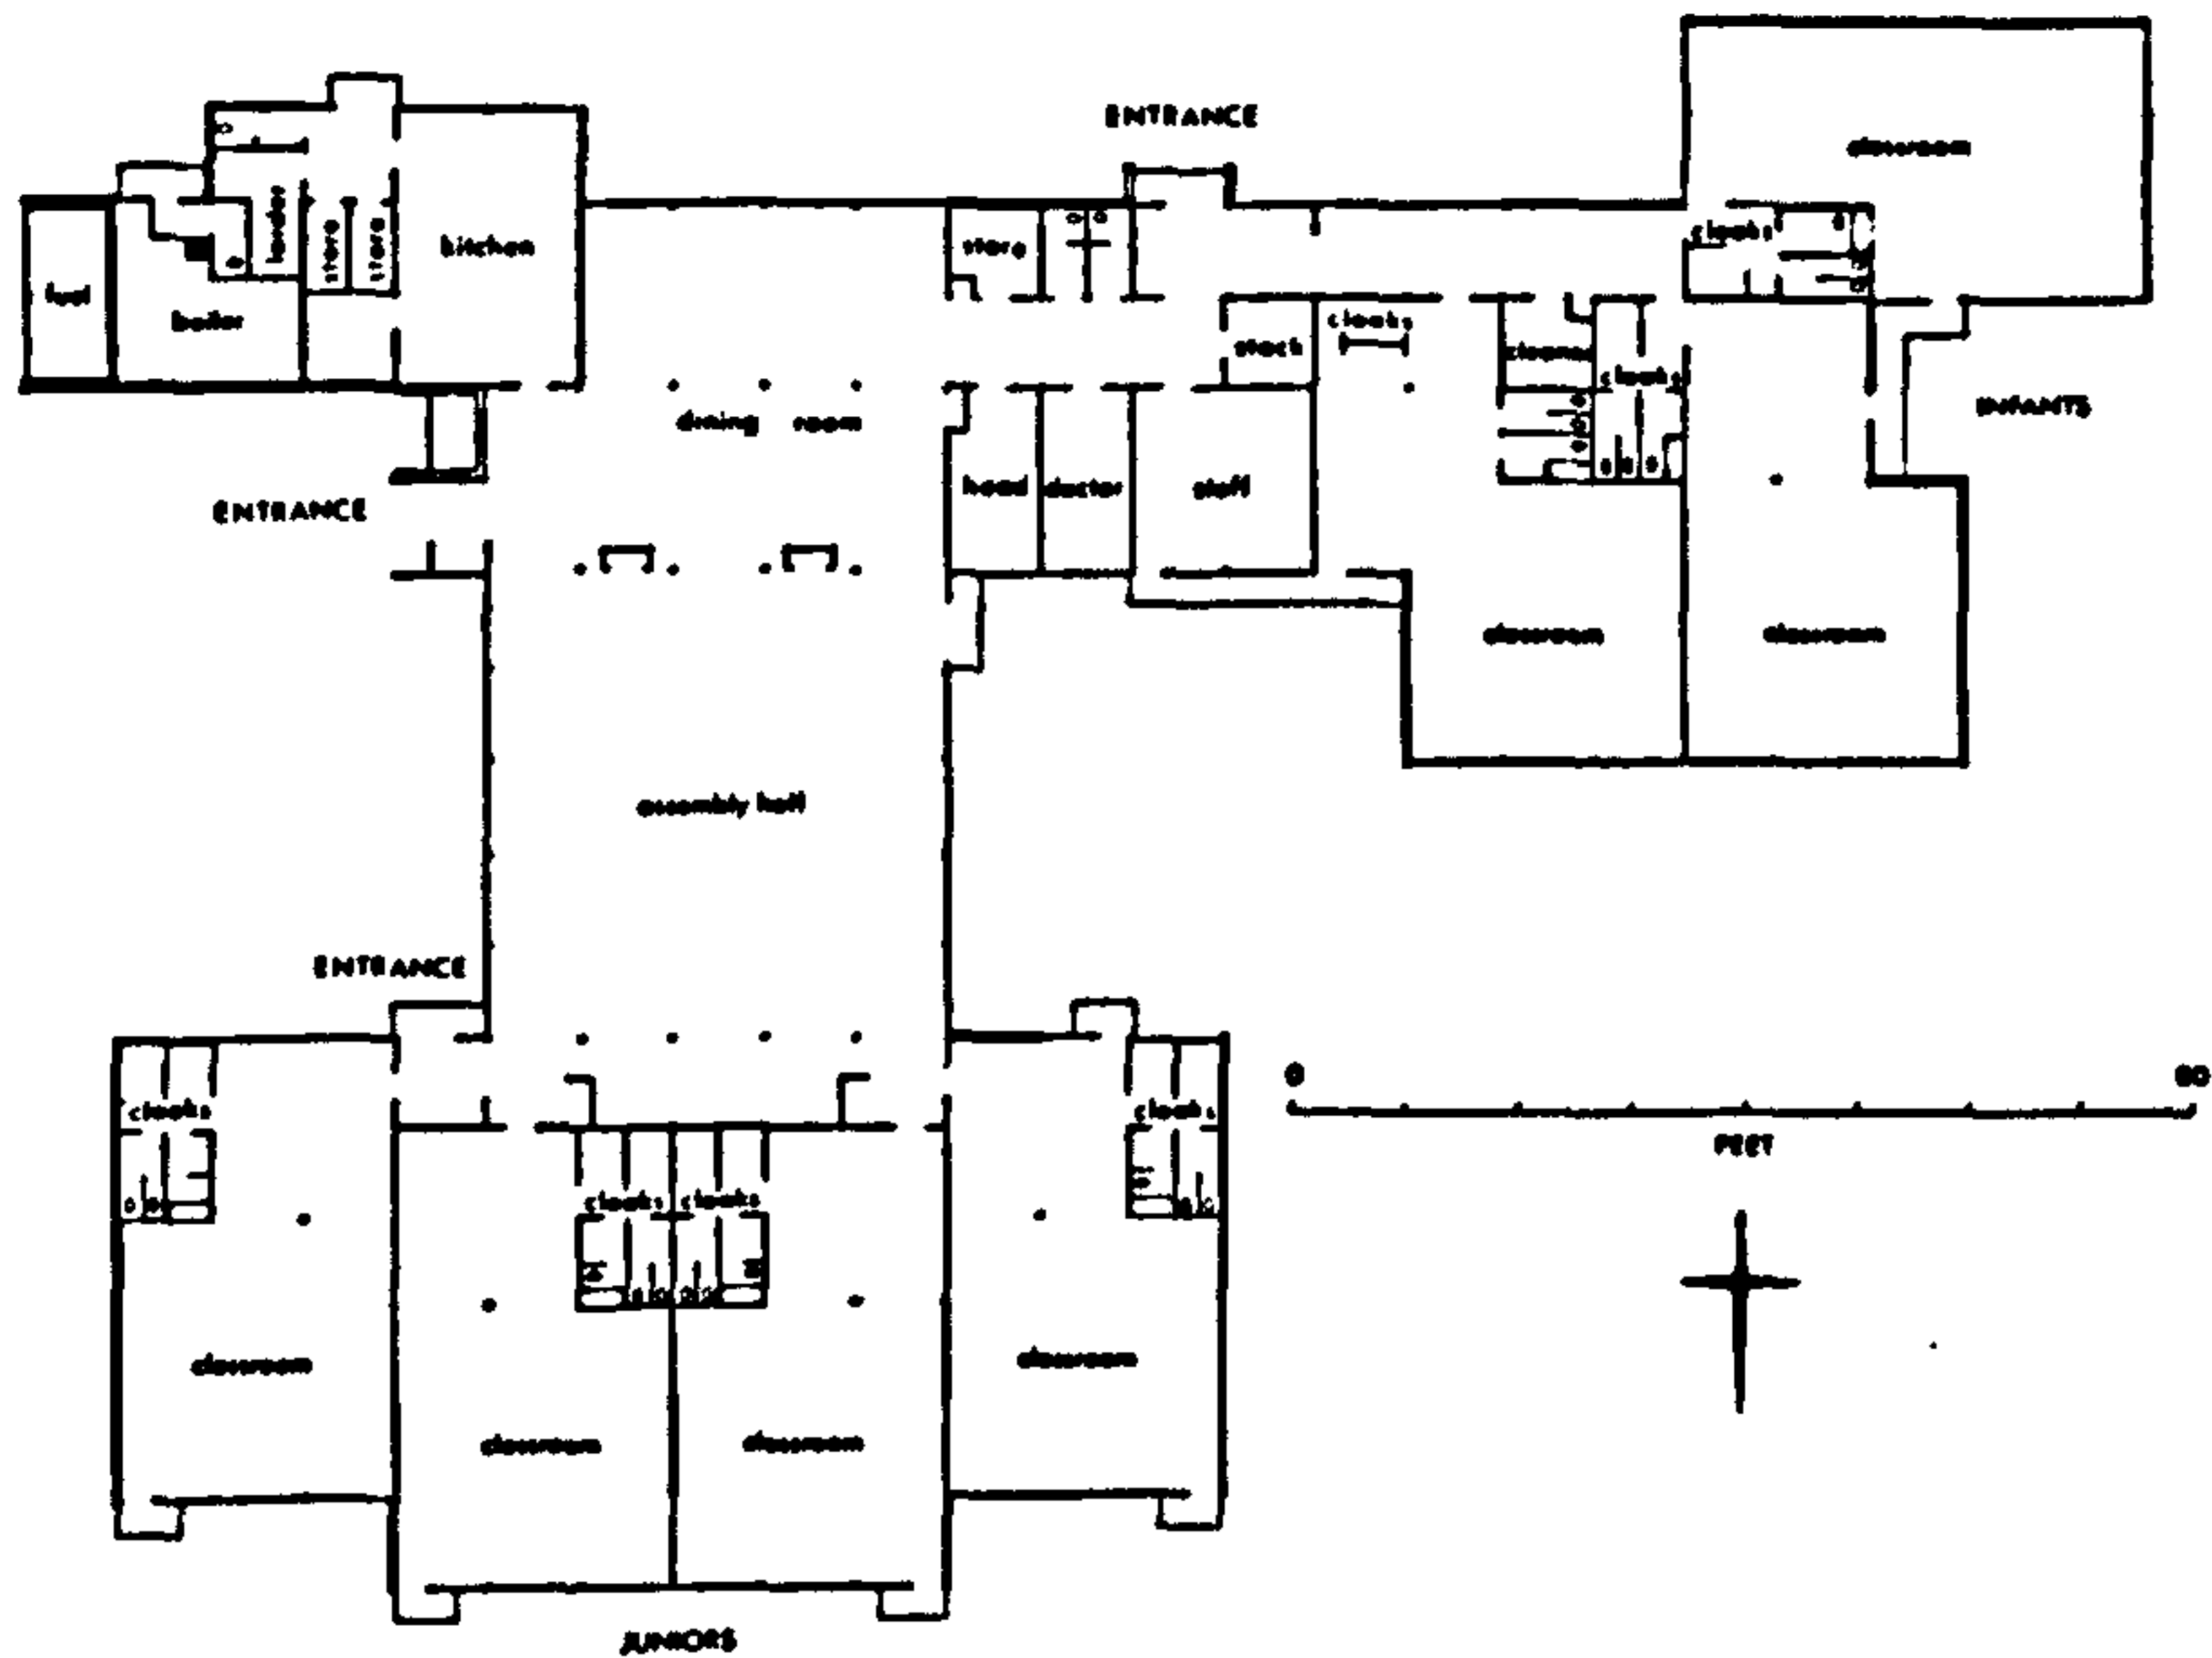 ENTRANCE
classroom
larder
store
store
kitchen
store
cloaks
fuel
boiler
cloaks
stock
cloaks
INFANTS
dining room
head
doctor
staff
ENTRANCE
classroom
classroom
assembly hall
ENTRANCE
0
80
cloaks
cloaks
FEET
cloaks
cloaks
classroom
classroom
classroom
classroom
JUNIORS